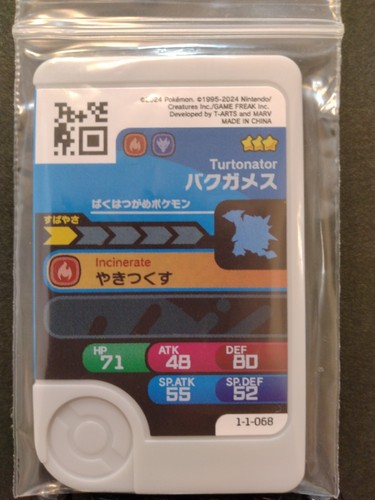 ©2024 Pokémon. ©1995-2024 Nintendo/
Creatures Inc./GAME FREAK Inc.
Developed by T-ARTS and MARV
MADE IN CHINA
Turtonator
バクガメス
ばくはつがめポケモン
すばやさ
Incinerate
やきつくす
HP 71 ATK 48 DEF 80
SP.ATK 55 SP.DEF 52
1-1-068